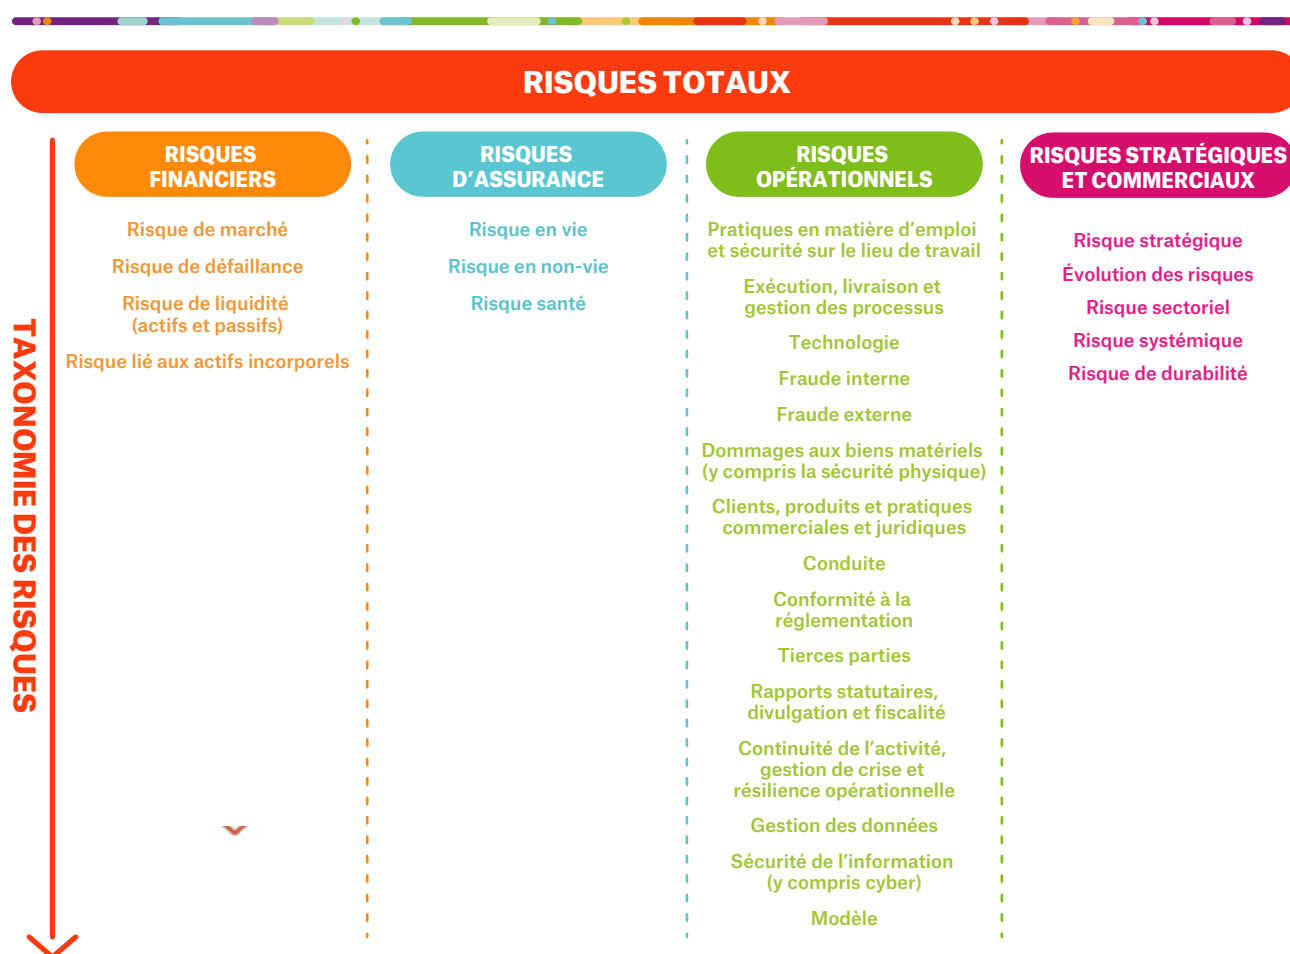 RISQUES TOTAUX
TAXONOMIE DES RISQUES
RISQUES
FINANCIERS
Risque de marché
Risque de défaillance
Risque de liquidité
(actifs et passifs)
Risque lié aux actifs incorporels
RISQUES
D’ASSURANCE
Risque en vie
Risque en non-vie
Risque santé
RISQUES
OPÉRATIONNELS
Pratiques en matière d’emploi
et sécurité sur le lieu de travail
Exécution, livraison et
gestion des processus
Technologie
Fraude interne
Fraude externe
Dommages aux biens matériels
(y compris la sécurité physique)
Clients, produits et pratiques
commerciales et juridiques
Conduite
Conformité à la
réglementation
Tierces parties
Rapports statutaires,
divulgation et fiscalité
Continuité de l’activité,
gestion de crise et
résilience opérationnelle
Gestion des données
Sécurité de l’information
(y compris cyber)
Modèle
RISQUES STRATÉGIQUES
ET COMMERCIAUX
Risque stratégique
Évolution des risques
Risque sectoriel
Risque systémique
Risque de durabilité